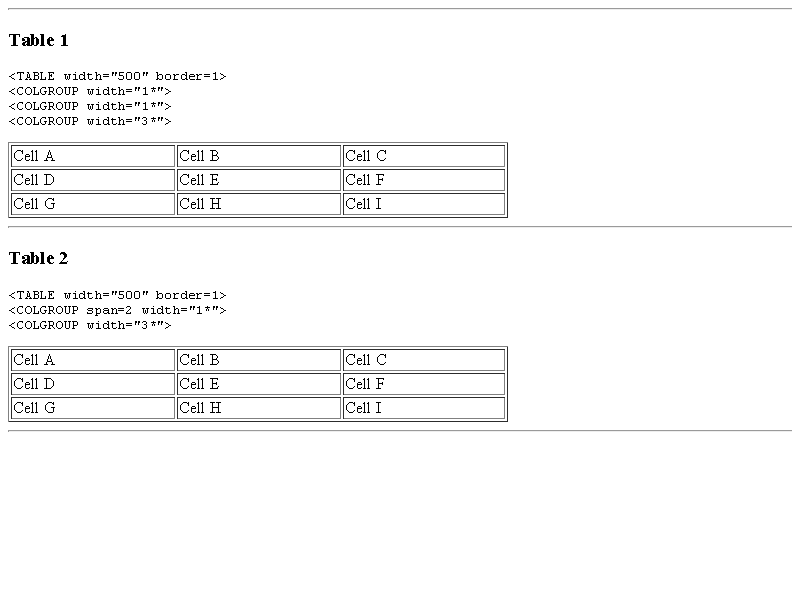 Table 1
<TABLE width="500" border=1>
<COLGROUP width="1*">
<COLGROUP width="1*">
<COLGROUP width="3*">
Cell A Cell B Cell C
Cell D Cell E Cell F
Cell G Cell H Cell I
Table 2
<TABLE width="500" border=1>
<COLGROUP span=2 width="1*">
<COLGROUP width="3*">
Cell A Cell B Cell C
Cell D Cell E Cell F
Cell G Cell H Cell I